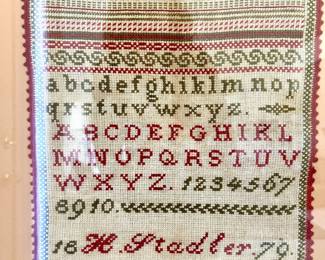 abcdefghiklmnop
qrstuvwxyz.
ABCDEFGHIKL
MNOPQRSTUV
WXYZ. 1234567
8910.
18 H. Stadler 79.